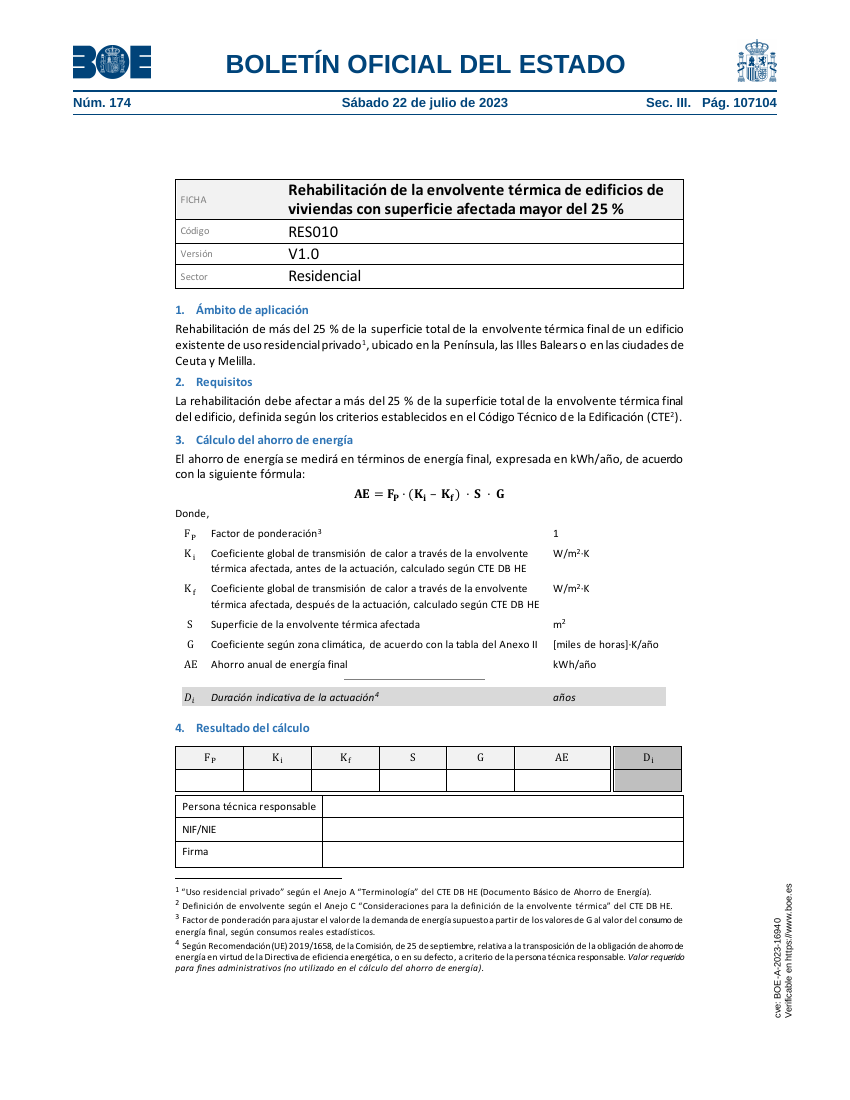 BOE
BOLETÍN OFICIAL DEL ESTADO
Núm. 174 Sábado 22 de julio de 2023 Sec. III. Pág. 107104
FICHA Rehabilitación de la envolvente térmica de edificios de
viviendas con superficie afectada mayor del 25 %
Código RES010
Versión V1.0
Sector Residencial
1. Ámbito de aplicación
Rehabilitación de más del 25 % de la superficie total de la envolvente térmica final de un edificio
existente de uso residencial privado¹, ubicado en la Península, las Illes Balears o en las ciudades de
Ceuta y Melilla.
2. Requisitos
La rehabilitación debe afectar a más del 25 % de la superficie total de la envolvente térmica final
del edificio, definida según los criterios establecidos en el Código Técnico de la Edificación (CTE²).
3. Cálculo del ahorro de energía
El ahorro de energía se medirá en términos de energía final, expresada en kWh/año, de acuerdo
con la siguiente fórmula:
AE = F_P · (K_i – K_f) · S · G
Donde,
F_P Factor de ponderación³ 1
K_i Coeficiente global de transmisión de calor a través de la envolvente W/m²·K
térmica afectada, antes de la actuación, calculado según CTE DB HE
K_f Coeficiente global de transmisión de calor a través de la envolvente W/m²·K
térmica afectada, después de la actuación, calculado según CTE DB HE
S Superficie de la envolvente térmica afectada m²
G Coeficiente según zona climática, de acuerdo con la tabla del Anexo II [miles de horas]·K/año
AE Ahorro anual de energía final kWh/año
D_i Duración indicativa de la actuación⁴ años
4. Resultado del cálculo
F_P K_i K_f S G AE D_i
Persona técnica responsable
NIF/NIE
Firma
¹ “Uso residencial privado” según el Anejo A “Terminología” del CTE DB HE (Documento Básico de Ahorro de Energía).
² Definición de envolvente según el Anejo C “Consideraciones para la definición de la envolvente térmica” del CTE DB HE.
³ Factor de ponderación para ajustar el valor de la demanda de energía supuesto a partir de los valores de G al valor del consumo de
energía final, según consumos reales estadísticos.
⁴ Según Recomendación (UE) 2019/1658, de la Comisión, de 25 de septiembre, relativa a la transposición de la obligación de ahorro de
energía en virtud de la Directiva de eficiencia energética, o en su defecto, a criterio de la persona técnica responsable. Valor requerido
para fines administrativos (no utilizado en el cálculo del ahorro de energía).
cve: BOE-A-2023-16940
Verificable en https://www.boe.es